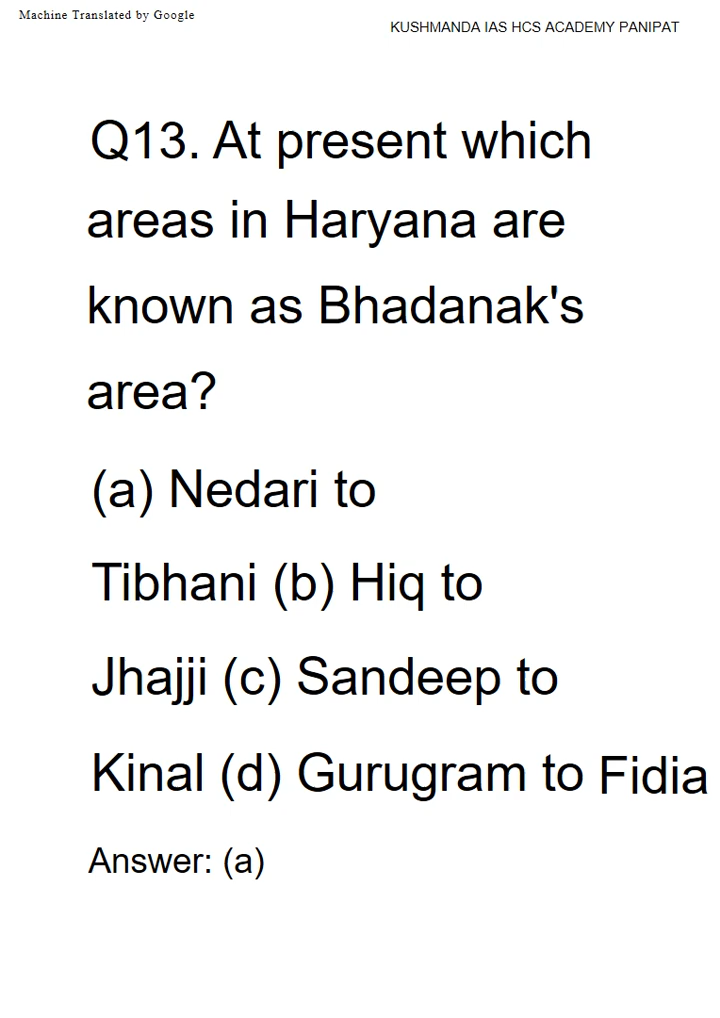 Machine Translated by Google
KUSHMANDA IAS HCS ACADEMY PANIPAT
Q13. At present which
areas in Haryana are
known as Bhadanak's
area?
(a) Nedari to
Tibhani (b) Hiq to
Jhajji (c) Sandeep to
Kinal (d) Gurugram to Fidia
Answer: (a)